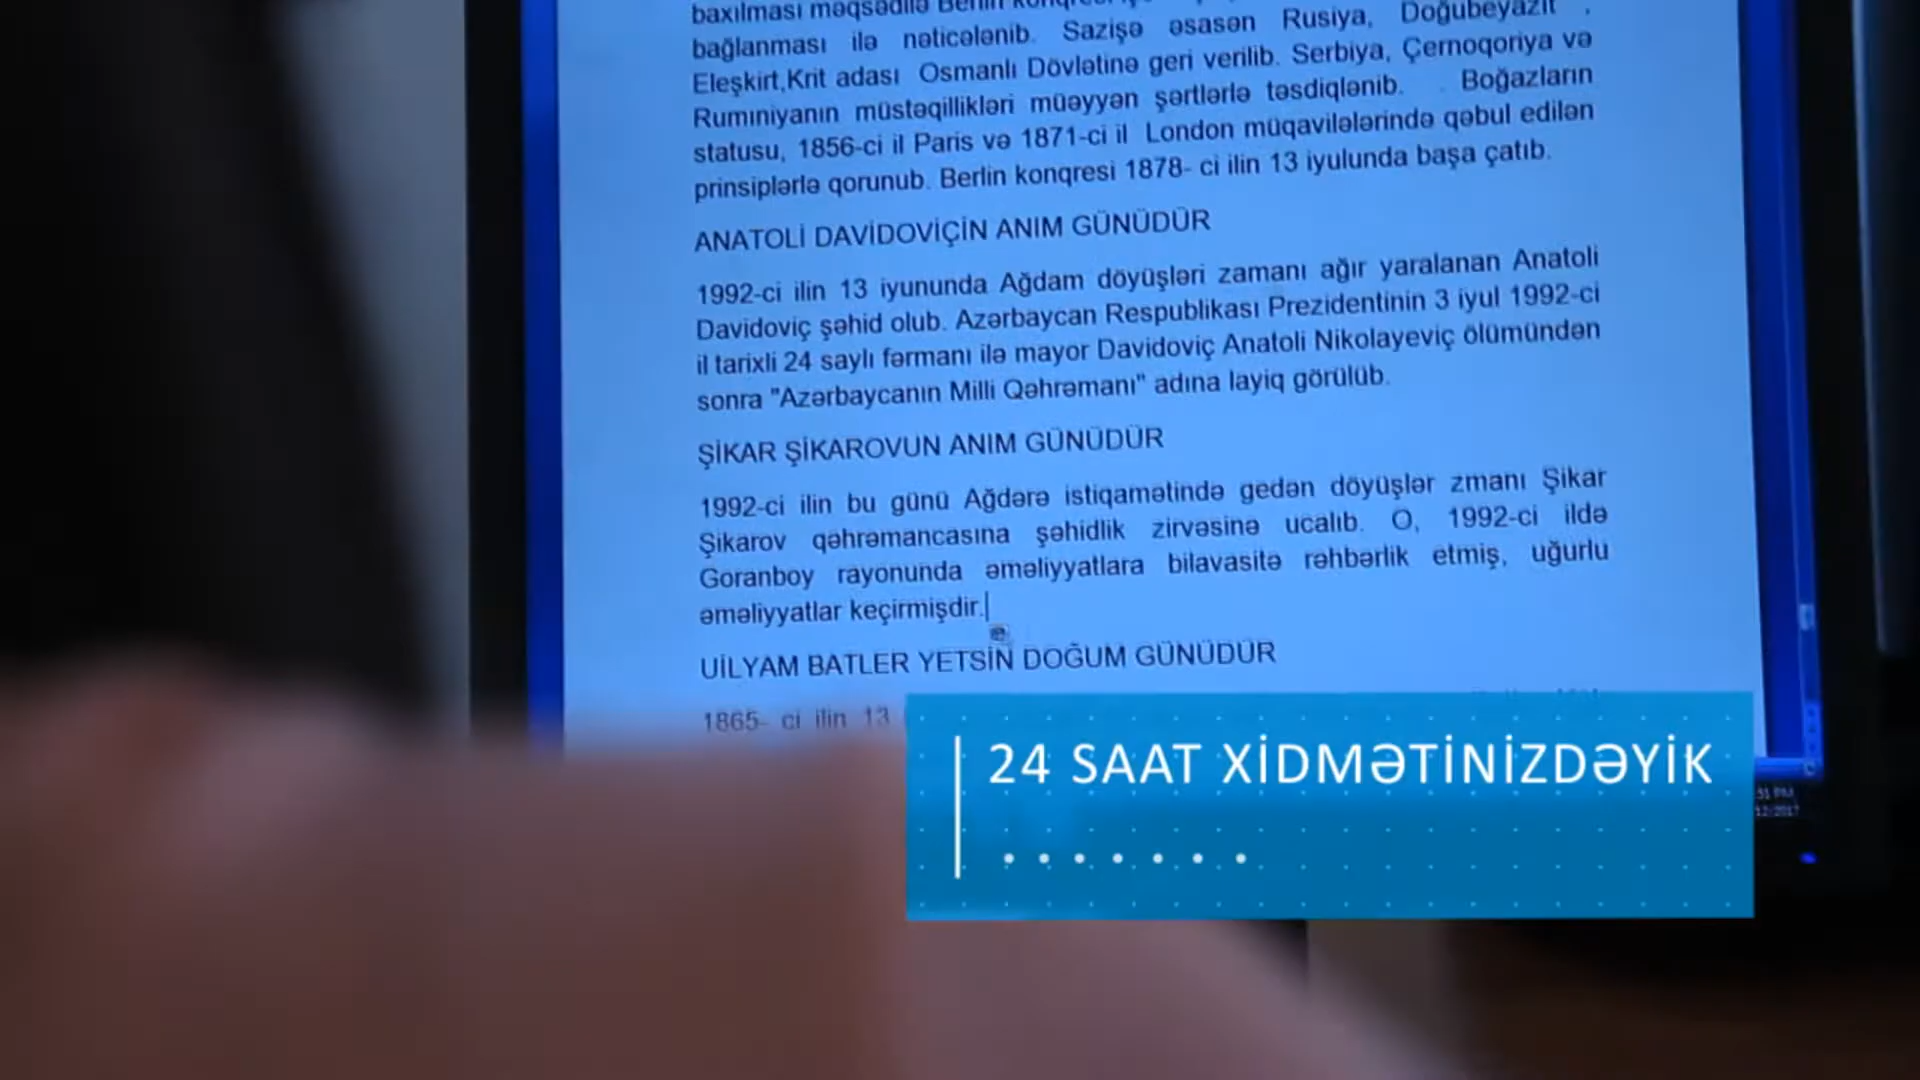 baxılması məqsədilə Berlin
bağlanması ilə nəticələnib. Sazişə əsasən Rusiya, Doğubeyazit ,
Eleşkirt,Krit adası Osmanlı Dövlətinə geri verilib. Serbiya, Çernoqoriya və
Rumıniyanın müstəqillikləri müəyyən şərtlərlə təsdiqlənib. Boğazların
statusu, 1856-ci il Paris və 1871-ci il London müqavilələrində qəbul edilən
prinsiplərlə qorunub. Berlin konqresi 1878- ci ilin 13 iyulunda başa çatıb.
ANATOLİ DAVİDOVİÇİN ANIM GÜNÜDÜR
1992-ci ilin 13 iyununda Ağdam döyüşləri zamanı ağır yaralanan Anatoli
Davidoviç şəhid olub. Azərbaycan Respublikası Prezidentinin 3 iyul 1992-ci
il tarixli 24 saylı fərmanı ilə mayor Davidoviç Anatoli Nikolayeviç ölümündən
sonra "Azərbaycanın Milli Qəhrəmanı" adına layiq görülüb.
ŞİKAR ŞİKAROVUN ANIM GÜNÜDÜR
1992-ci ilin bu günü Ağdərə istiqamətində gedən döyüşlər zmanı Şikar
Şikarov qəhrəmancasına şəhidlik zirvəsinə ucalıb. O, 1992-ci ildə
Goranboy rayonunda əməliyyatlara bilavasitə rəhbərlik etmiş, uğurlu
əməliyyatlar keçirmişdir.
UİLYAM BATLER YETSİN DOĞUM GÜNÜDÜR
1865- ci ilin 13
24 SAAT XİDMƏTİNİZDƏYİK